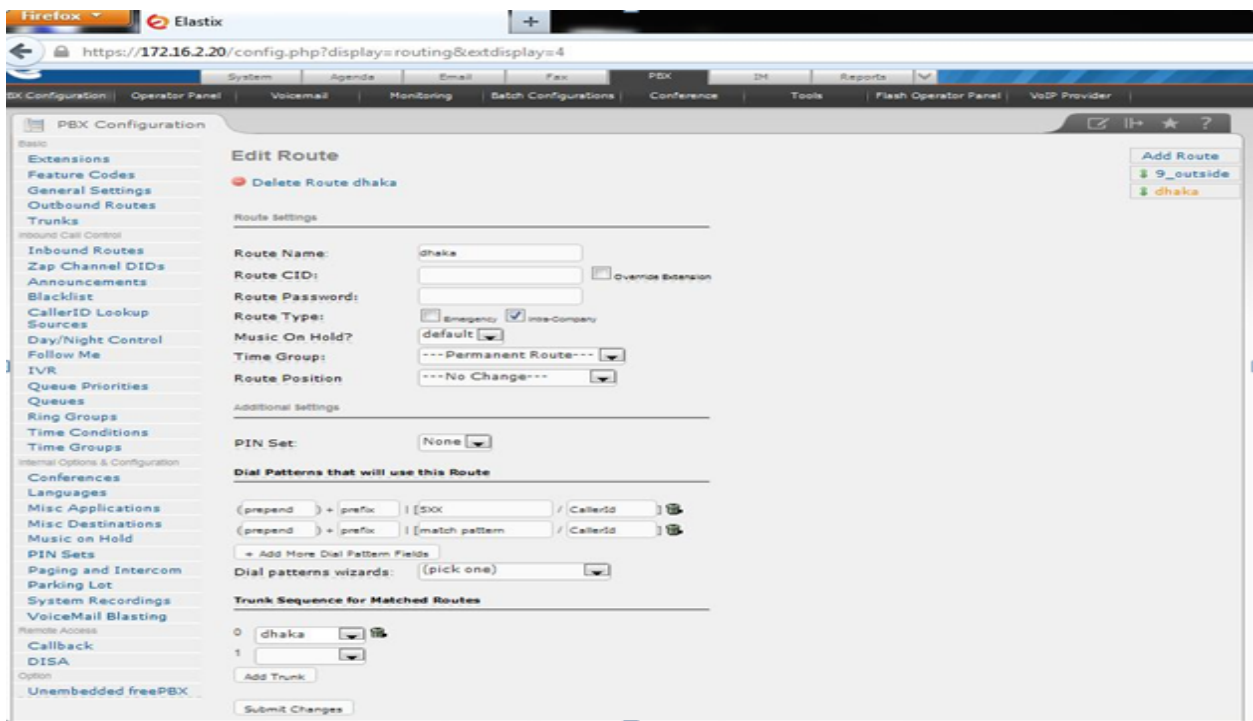 Firefox
Elastix
+
https://172.16.2.20/config.php?display=routing&extdisplay=4
System Agenda Email Fax PBX IM Reports
PBX Configuration Operator Panel Voicemail Monitoring Batch Configurations Conference Tools Flash Operator Panel VoIP Provider
PBX Configuration
?
Basic
Extensions
Feature Codes
General Settings
Outbound Routes
Trunks
Inbound Call Control
Inbound Routes
Zap Channel DIDs
Announcements
Blacklist
CallerID Lookup
Sources
Day/Night Control
Follow Me
IVR
Queue Priorities
Queues
Ring Groups
Time Conditions
Time Groups
Internal Options & Configuration
Conferences
Languages
Misc Applications
Misc Destinations
Music on Hold
PIN Sets
Paging and Intercom
Parking Lot
System Recordings
VoiceMail Blasting
Remote Access
Callback
DISA
Option
Unembedded freePBX
Edit Route
Delete Route dhaka
Route Settings
Route Name: dhaka
Route CID: Override Extension
Route Password:
Route Type: Emergency Intra-Company
Music On Hold? default
Time Group: ---Permanent Route---
Route Position ---No Change---
Additional Settings
PIN Set: None
Dial Patterns that will use this Route
(prepend ) + prefix | [5XX / CallerId ]
(prepend ) + prefix | [match pattern / CallerId ]
+ Add More Dial Pattern Fields
Dial patterns wizards: (pick one)
Trunk Sequence for Matched Routes
0 dhaka
1
Add Trunk
Submit Changes
Add Route
9_outside
dhaka